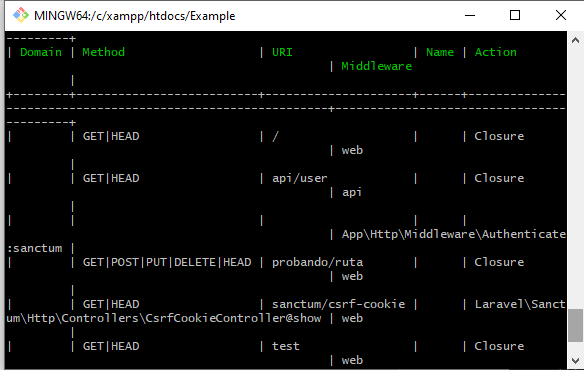 MINGW64:/c/xampp/htdocs/Example
---------+
| Domain | Method                 | URI                 | Name | Action
                                           | Middleware
         |
+--------+------------------------+---------------------+------+-------------
-------------------------------------------+---------------------------------
---------+
|        | GET|HEAD               | /                   |      | Closure
                                           | web
         |
|        | GET|HEAD               | api/user            |      | Closure
                                           | api
         |
|        |                        |                     |      |
                                           | App\Http\Middleware\Authenticate
:sanctum |
|        | GET|POST|PUT|DELETE|HEAD | probando/ruta       |      | Closure
                                           | web
         |
|        | GET|HEAD               | sanctum/csrf-cookie |      | Laravel\Sanct
um\Http\Controllers\CsrfCookieController@show | web
         |
|        | GET|HEAD               | test                |      | Closure
                                           | web